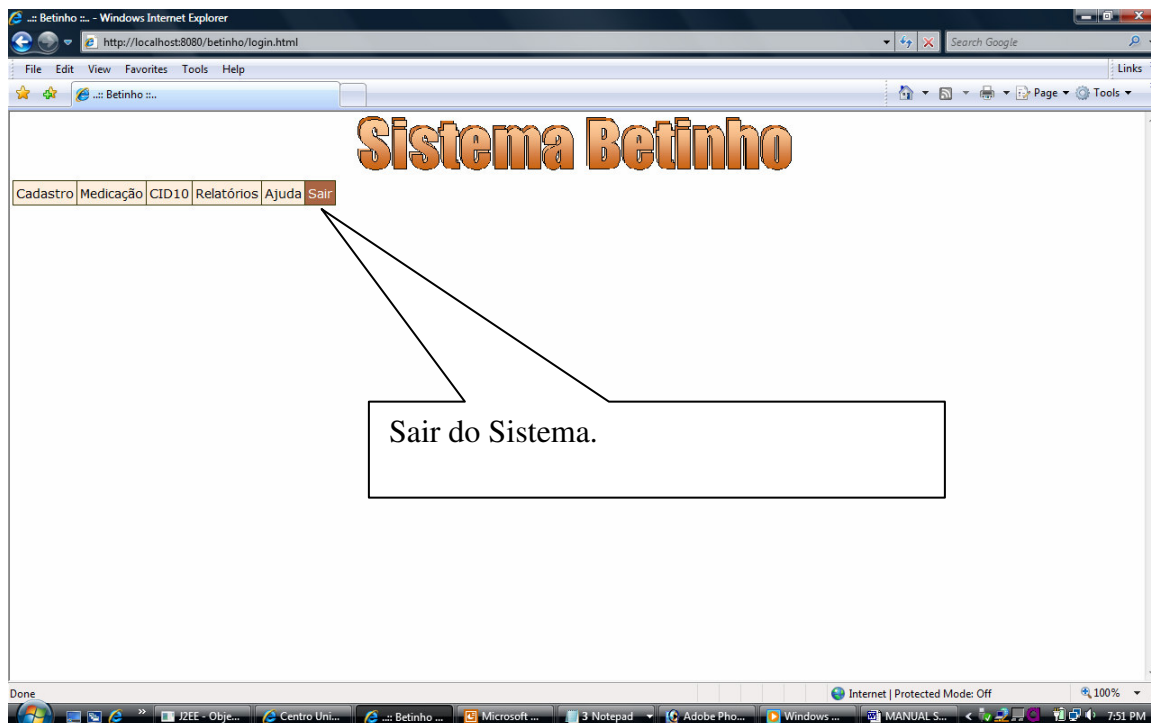 ..:: Betinho ::.. - Windows Internet Explorer
http://localhost:8080/betinho/login.html
Search Google
File Edit View Favorites Tools Help
Links
..:: Betinho ::..
Page Tools
Sistema Betinho
Cadastro Medicação CID10 Relatórios Ajuda Sair
Sair do Sistema.
Done
Internet | Protected Mode: Off
100%
J2EE - Obje... Centro Uni... ..:: Betinho ... Microsoft ... 3 Notepad Adobe Pho... Windows ... MANUAL S... 7:51 PM